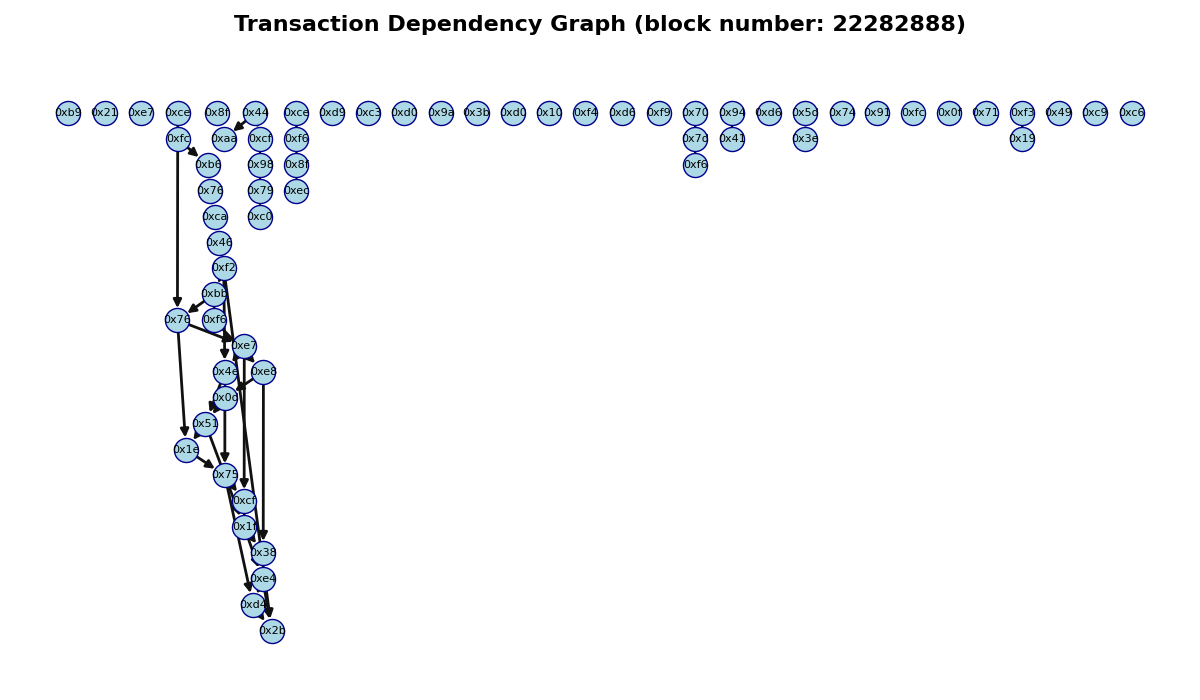 Transaction Dependency Graph (block number: 22282888)
0xb9 0x21 0xe7 0xce 0x8f 0x44 0xce 0xd9 0xc3 0xd0 0x9a 0x3b 0xd0 0x10 0xf4 0xd6 0xf9 0x70 0x94 0xd6 0x5d 0x74 0x91 0xfc 0x0f 0x71 0xf3 0x49 0xc9 0xc6
0xfc 0xaa 0xcf 0xf6 0x7d 0x41 0x3e 0x19
0xb6 0x98 0x8f 0xf6
0x76 0x79 0xec
0xca 0xc0
0x46
0xf2
0xbb
0x76 0xf6
0xe7
0x4e 0xe8
0x0d
0x51
0x1e
0x75
0xcf
0x1f
0x38
0xe4
0xd4
0x2b